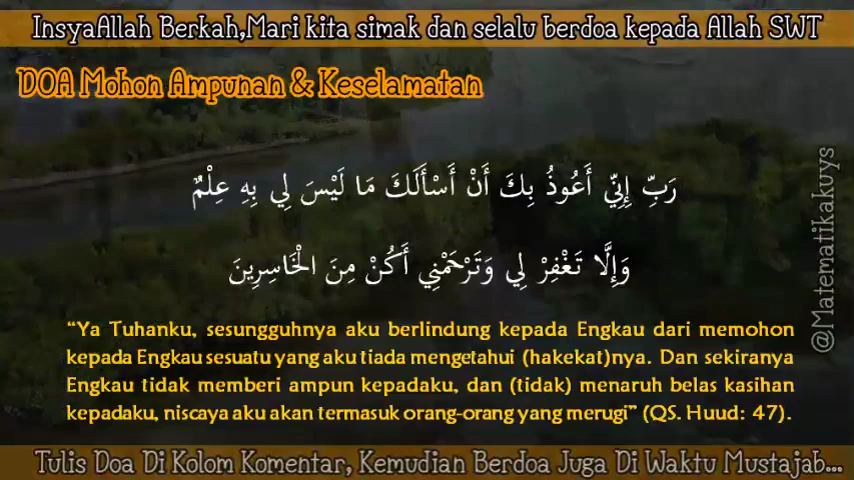 InsyaAllah Berkah,Mari kita simak dan selalu berdoa kepada Allah SWT
DOA Mohon Ampunan & Keselamatan
رَبِّ إِنِّي أَعُوذُ بِكَ أَنْ أَسْأَلَكَ مَا لَيْسَ لِي بِهِ عِلْمٌ
وَإِلَّا تَغْفِرْ لِي وَتَرْحَمْنِي أَكُنْ مِنَ الْخَاسِرِينَ
“Ya Tuhanku, sesungguhnya aku berlindung kepada Engkau dari memohon
kepada Engkau sesuatu yang aku tiada mengetahui (hakekat)nya. Dan sekiranya
Engkau tidak memberi ampun kepadaku, dan (tidak) menaruh belas kasihan
kepadaku, niscaya aku akan termasuk orang-orang yang merugi” (QS. Huud: 47).
@Matematikakuys
Tulis Doa Di Kolom Komentar, Kemudian Berdoa Juga Di Waktu Mustajab...